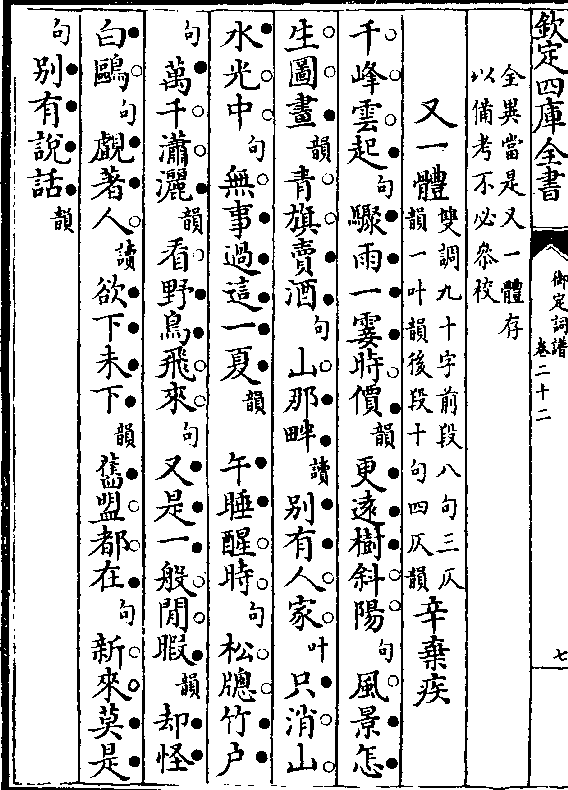 欽定四庫全書
御定詞譜
卷二十二
七
全異當是又一體存
以備考不必參校
又一體
雙調九十字前段八句三仄
韻一叶韻後段十句四仄韻
辛棄疾
千峰雲起句驟雨一霎時價韻更遠樹斜陽句風景怎
生圖畫韻青旗賣酒句山那畔讀别有人家叶只消山
水光中句無事過這一夏韻午睡醒時句松牕竹户
句萬千瀟灑韻看野鳥飛來句又是一般閒暇韻却怪
白鷗句覷著人讀欲下未下韻舊盟都在句新來莫是
句别有說話韻